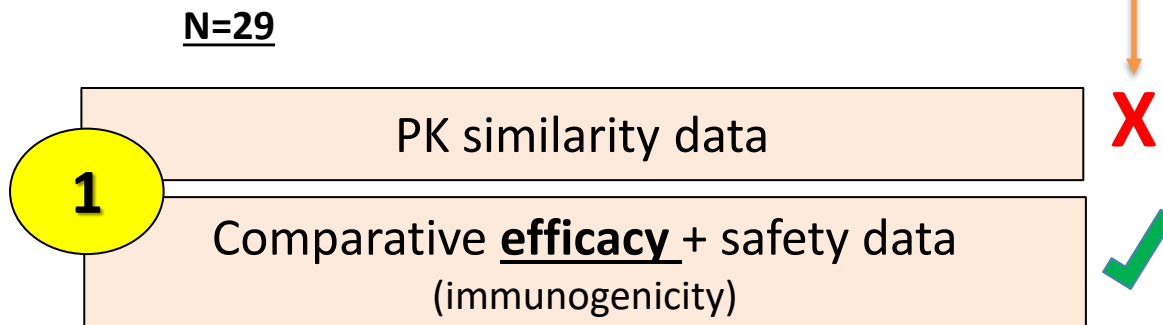 N=29
PK similarity data
X
1
Comparative efficacy + safety data
(immunogenicity)